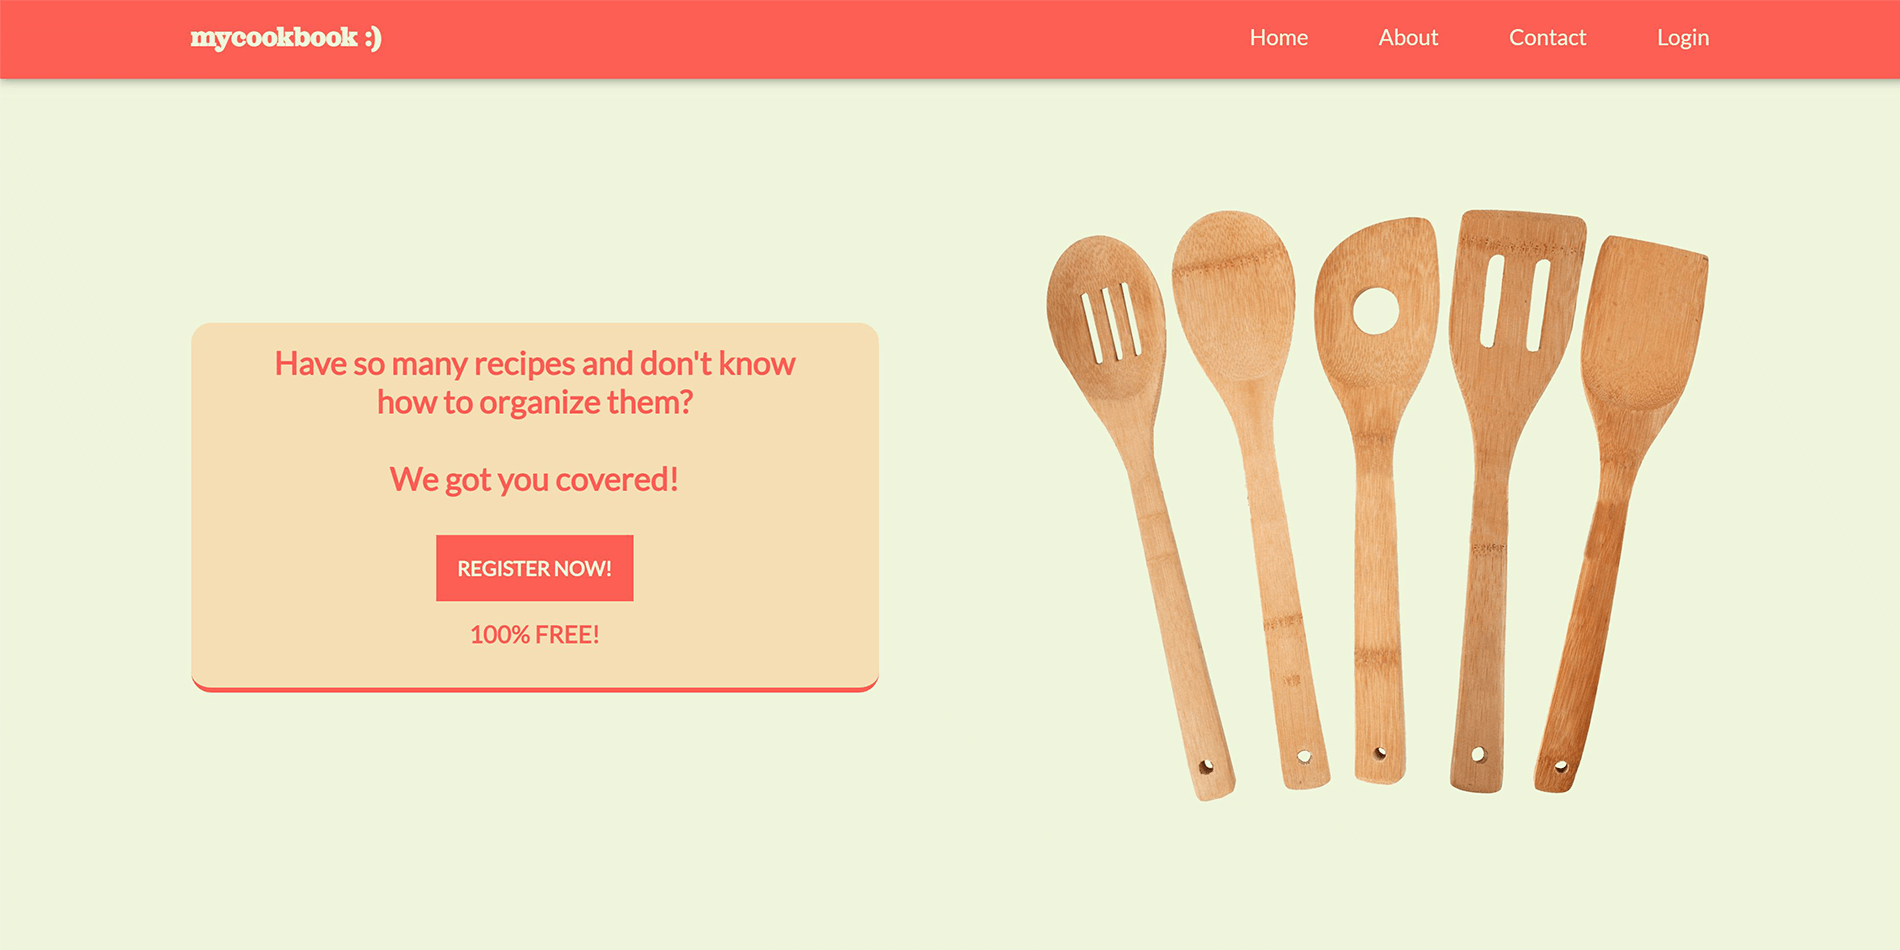 mycookbook :)
Home
About
Contact
Login
Have so many recipes and don't know
how to organize them?
We got you covered!
REGISTER NOW!
100% FREE!